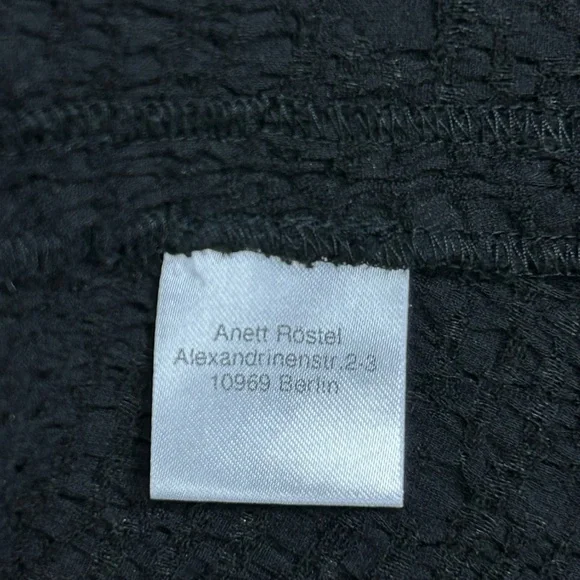 Anett Röstel
Alexandrinenstr.2-3
10969 Berlin